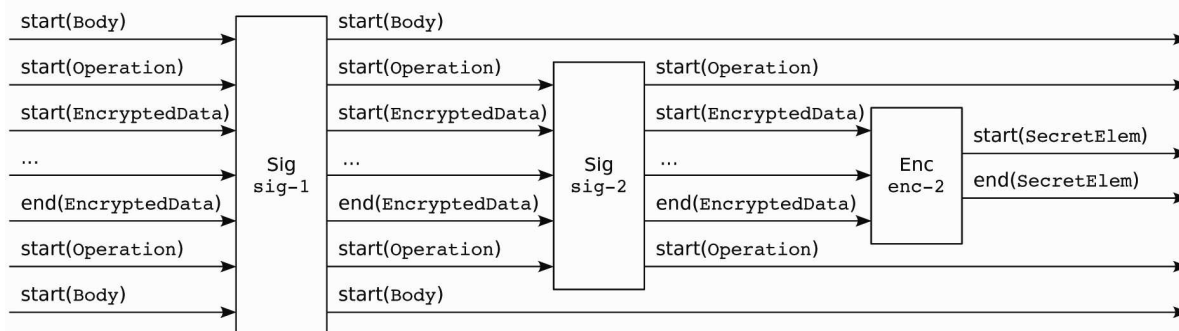 start(Body) start(Body)
start(Operation) start(Operation) start(Operation)
start(EncryptedData) start(EncryptedData) start(EncryptedData)
start(SecretElem)
... Sig ... Sig ... Enc
sig-1 sig-2 enc-2
end(SecretElem)
end(EncryptedData) end(EncryptedData) end(EncryptedData)
start(Operation) start(Operation) start(Operation)
start(Body) start(Body)